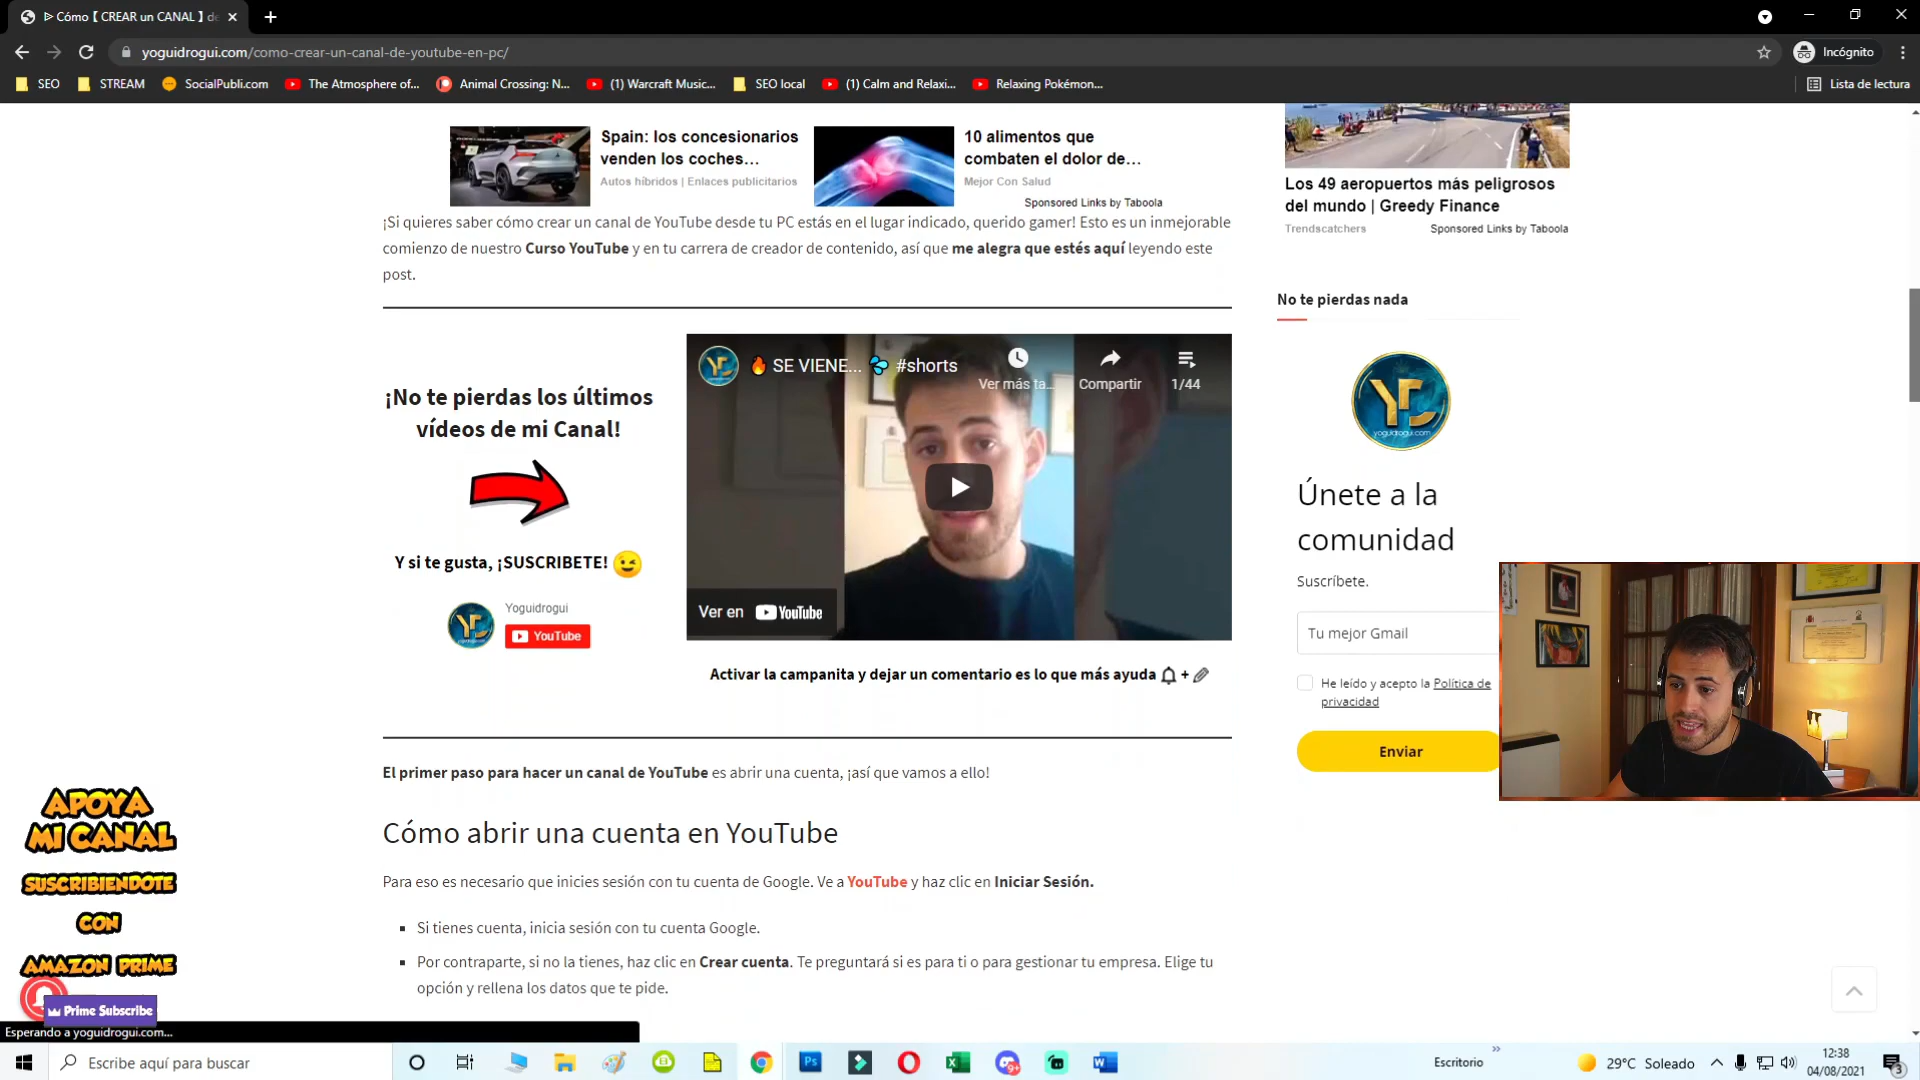 ᐈ Cómo【 CREAR un CANAL 】de
yoguidrogui.com/como-crear-un-canal-de-youtube-en-pc/
Incógnito
SEO
STREAM
SocialPubli.com
The Atmosphere of...
Animal Crossing: N...
(1) Warcraft Music...
SEO local
(1) Calm and Relaxi...
Relaxing Pokémon...
Lista de lectura
Spain: los concesionarios
venden los coches…
Autos híbridos | Enlaces publicitarios
10 alimentos que
combaten el dolor de…
Mejor Con Salud
Sponsored Links by Taboola
¡Si quieres saber cómo crear un canal de YouTube desde tu PC estás en el lugar indicado, querido gamer! Esto es un inmejorable
comienzo de nuestro Curso YouTube y en tu carrera de creador de contenido, así que me alegra que estés aquí leyendo este
post.
Los 49 aeropuertos más peligrosos
del mundo | Greedy Finance
Trendscatchers
Sponsored Links by Taboola
No te pierdas nada
¡No te pierdas los últimos
vídeos de mi Canal!
Y si te gusta, ¡SUSCRIBETE! 😉
Yoguidrogui
YouTube
🔥 SE VIENE... 💦 #shorts
Ver más ta...
Compartir
1/44
Ver en YouTube
Activar la campanita y dejar un comentario es lo que más ayuda 🔔 + 🖉
yoguidrogui.com
Únete a la
comunidad
Suscríbete.
Tu mejor Gmail
He leído y acepto la Política de
privacidad
Enviar
El primer paso para hacer un canal de YouTube es abrir una cuenta, ¡así que vamos a ello!
Cómo abrir una cuenta en YouTube
Para eso es necesario que inicies sesión con tu cuenta de Google. Ve a YouTube y haz clic en Iniciar Sesión.
▪ Si tienes cuenta, inicia sesión con tu cuenta Google.
▪ Por contraparte, si no la tienes, haz clic en Crear cuenta. Te preguntará si es para ti o para gestionar tu empresa. Elige tu
opción y rellena los datos que te pide.
APOYA
MI CANAL
SUSCRIBIENDOTE
CON
AMAZON PRIME
Prime Subscribe
Esperando a yoguidrogui.com...
Escribe aquí para buscar
Ps
9+
Escritorio
»
29°C Soleado
12:38
04/08/2021
3